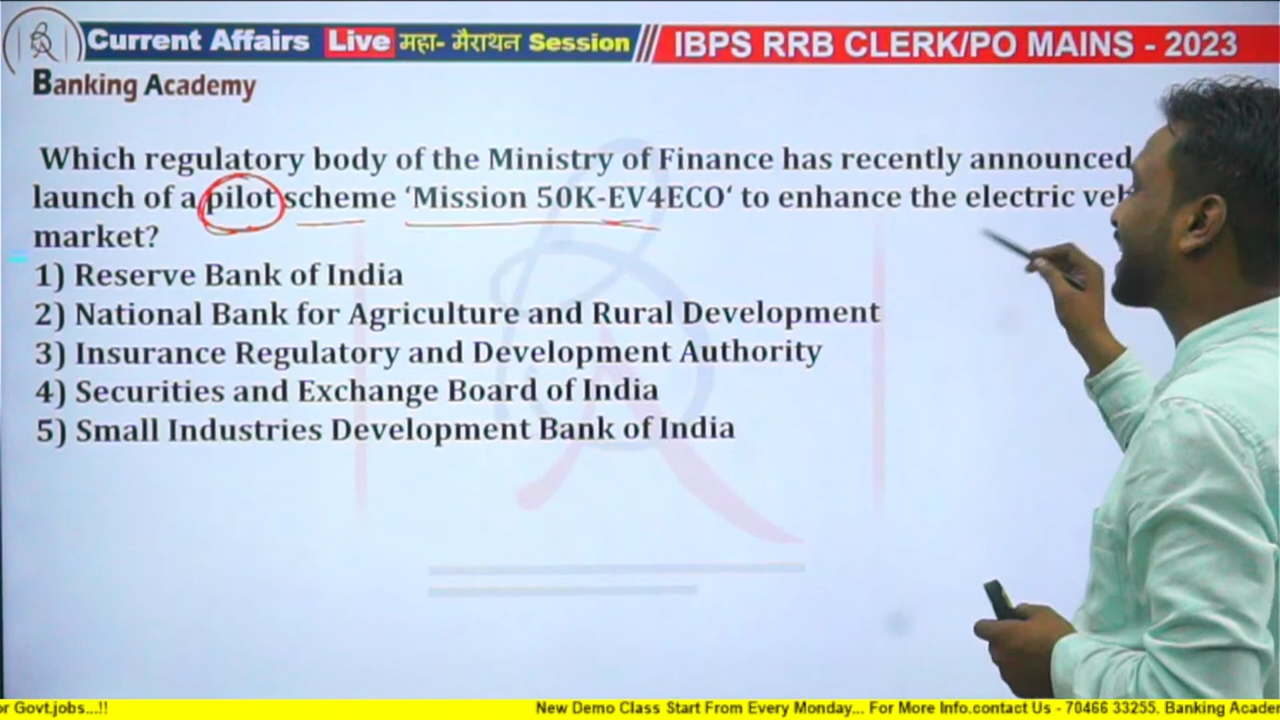 Current Affairs Live महा- मैराथन Session IBPS RRB CLERK/PO MAINS - 2023
Banking Academy
Which regulatory body of the Ministry of Finance has recently announced
launch of a pilot scheme ‘Mission 50K-EV4ECO‘ to enhance the electric veh
market?
1) Reserve Bank of India
2) National Bank for Agriculture and Rural Development
3) Insurance Regulatory and Development Authority
4) Securities and Exchange Board of India
5) Small Industries Development Bank of India
or Govt.jobs...!! New Demo Class Start From Every Monday... For More Info.contact Us - 70466 33255. Banking Acade